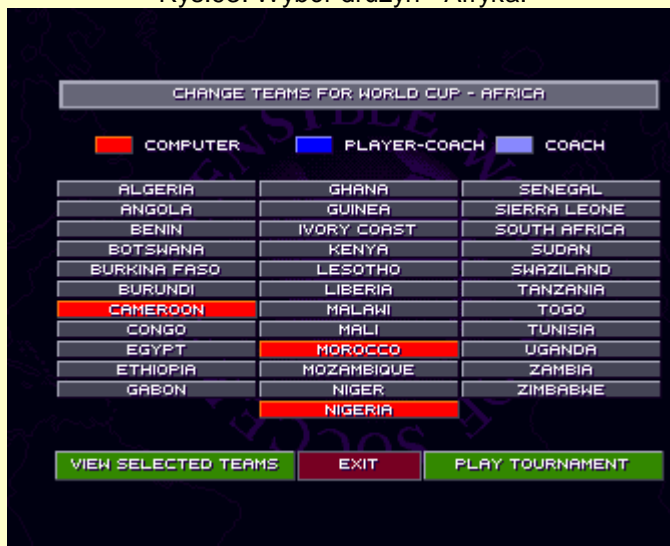 Rys.38. Wybór drużyn - Afryka.
CHANGE TEAMS FOR WORLD CUP - AFRICA
COMPUTER PLAYER-COACH COACH
ALGERIA GHANA SENEGAL
ANGOLA GUINEA SIERRA LEONE
BENIN IVORY COAST SOUTH AFRICA
BOTSWANA KENYA SUDAN
BURKINA FASO LESOTHO SWAZILAND
BURUNDI LIBERIA TANZANIA
CAMEROON MALAWI TOGO
CONGO MALI TUNISIA
EGYPT MOROCCO UGANDA
ETHIOPIA MOZAMBIQUE ZAMBIA
GABON NIGER ZIMBABWE
NIGERIA
VIEW SELECTED TEAMS EXIT PLAY TOURNAMENT